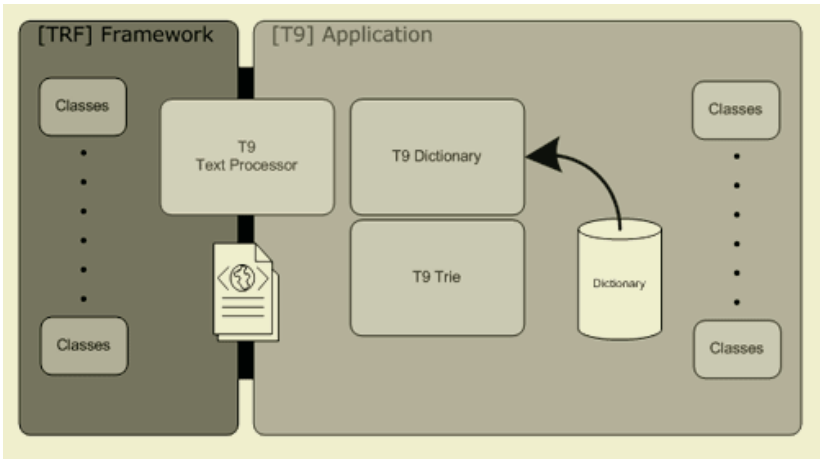 [TRF] Framework
[T9] Application
Classes
T9
Text Processor
T9 Dictionary
Classes
T9 Trie
Dictionary
Classes
Classes